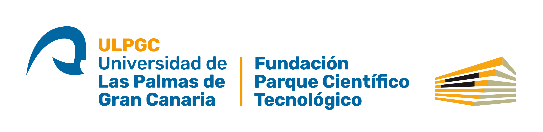 ULPGC
Universidad de
Las Palmas de
Gran Canaria
Fundación
Parque Científico
Tecnológico